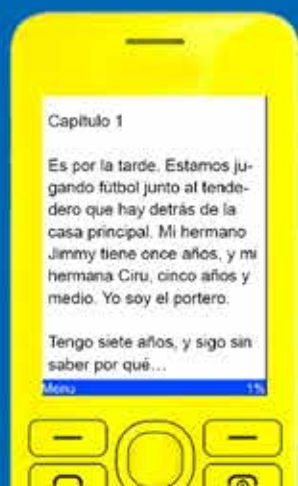 Capítulo 1
Es por la tarde. Estamos ju-
gando fútbol junto al tende-
dero que hay detrás de la
casa principal. Mi hermano
Jimmy tiene once años, y mi
hermana Ciru, cinco años y
medio. Yo soy el portero.
Tengo siete años, y sigo sin
saber por qué...
Menu 1%